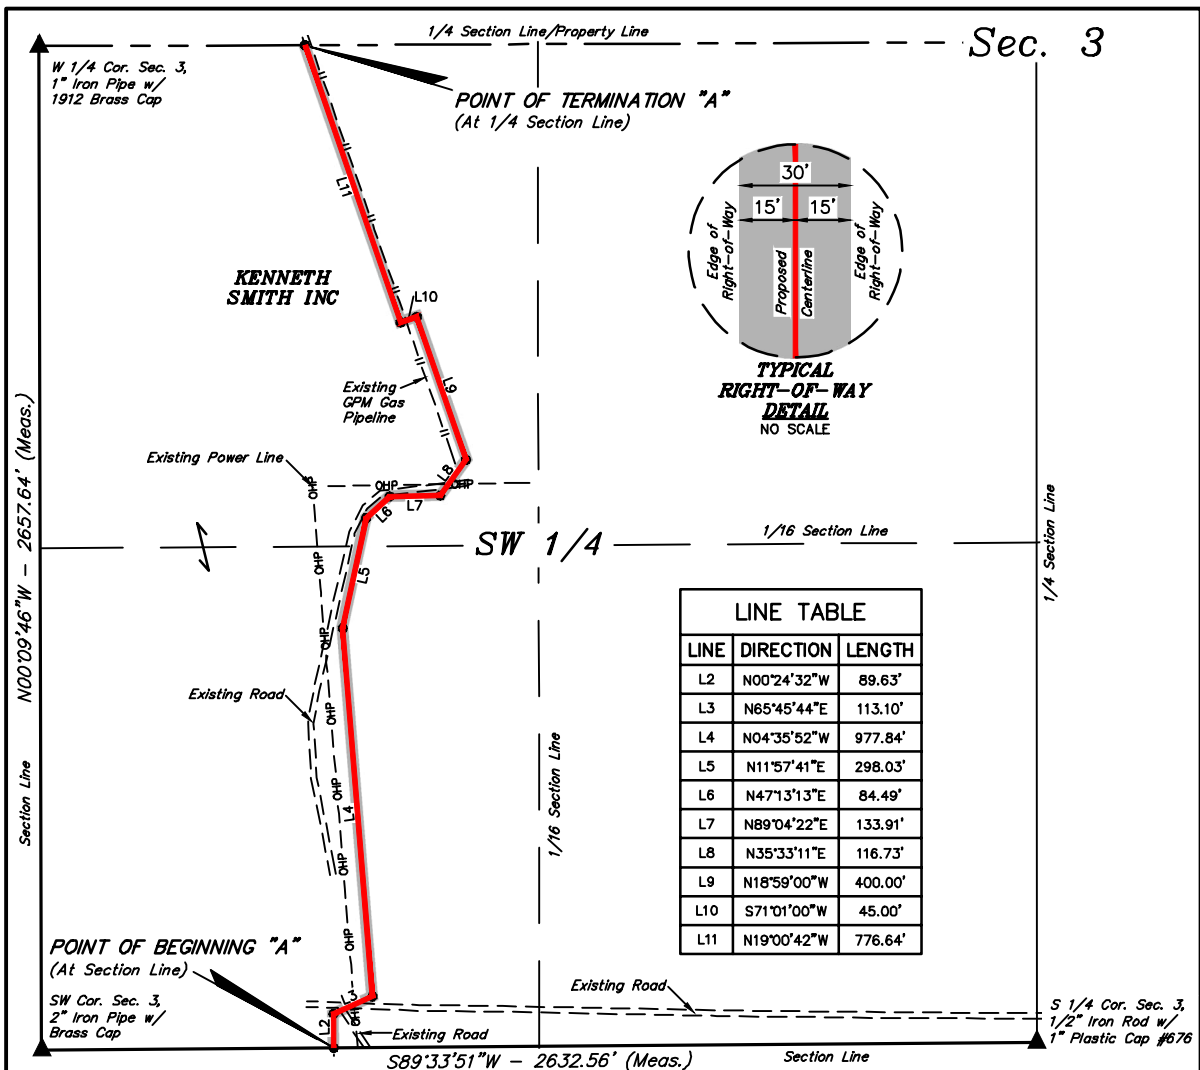 1/4 Section Line/Property Line
Sec. 3
W 1/4 Cor. Sec. 3,
1" Iron Pipe w/
1912 Brass Cap
POINT OF TERMINATION "A"
(At 1/4 Section Line)
L11
30'
15' 15'
Edge of
Right-of-Way
Proposed
Centerline
Edge of
Right-of-Way
TYPICAL
RIGHT-OF-WAY
DETAIL
NO SCALE
KENNETH
SMITH INC
L10
L9
Existing
GPM Gas
Pipeline
Existing Power Line
OHP
OHP
OHP
L8
L7
L6
N00°09'46"W - 2657.64' (Meas.)
SW 1/4
1/16 Section Line
1/4 Section Line
OHP
L5
OHP
Existing Road
OHP
OHP
L4
OHP
OHP
Section Line
1/16 Section Line
LINE TABLE
LINE DIRECTION LENGTH
L2 N00°24'32"W 89.63'
L3 N65°45'44"E 113.10'
L4 N04°35'52"W 977.84'
L5 N11°57'41"E 298.03'
L6 N47°13'13"E 84.49'
L7 N89°04'22"E 133.91'
L8 N35°33'11"E 116.73'
L9 N18°59'00"W 400.00'
L10 S71°01'00"W 45.00'
L11 N19°00'42"W 776.64'
POINT OF BEGINNING "A"
(At Section Line)
SW Cor. Sec. 3,
2" Iron Pipe w/
Brass Cap
L3
L2
Existing Road
Existing Road
S 1/4 Cor. Sec. 3,
1/2" Iron Rod w/
1" Plastic Cap #676
S89°33'51"W - 2632.56' (Meas.)
Section Line